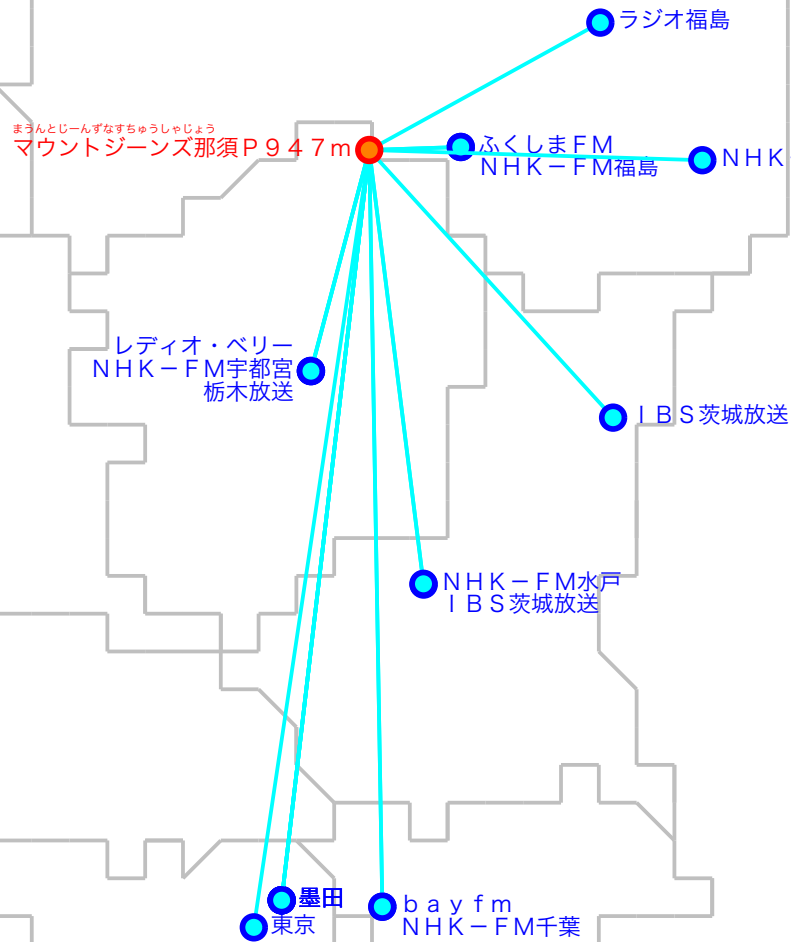 ラジオ福島
まうんとじーんずなすちゅうしゃじょう
マウントジーンズ那須Ｐ９４７ｍ
ふくしまＦＭ
ＮＨＫ－ＦＭ福島
ＮＨＫ
レディオ・ベリー
ＮＨＫ－ＦＭ宇都宮
栃木放送
ＩＢＳ茨城放送
ＮＨＫ－ＦＭ水戸
ＩＢＳ茨城放送
墨田
東京
ｂａｙｆｍ
ＮＨＫ－ＦＭ千葉